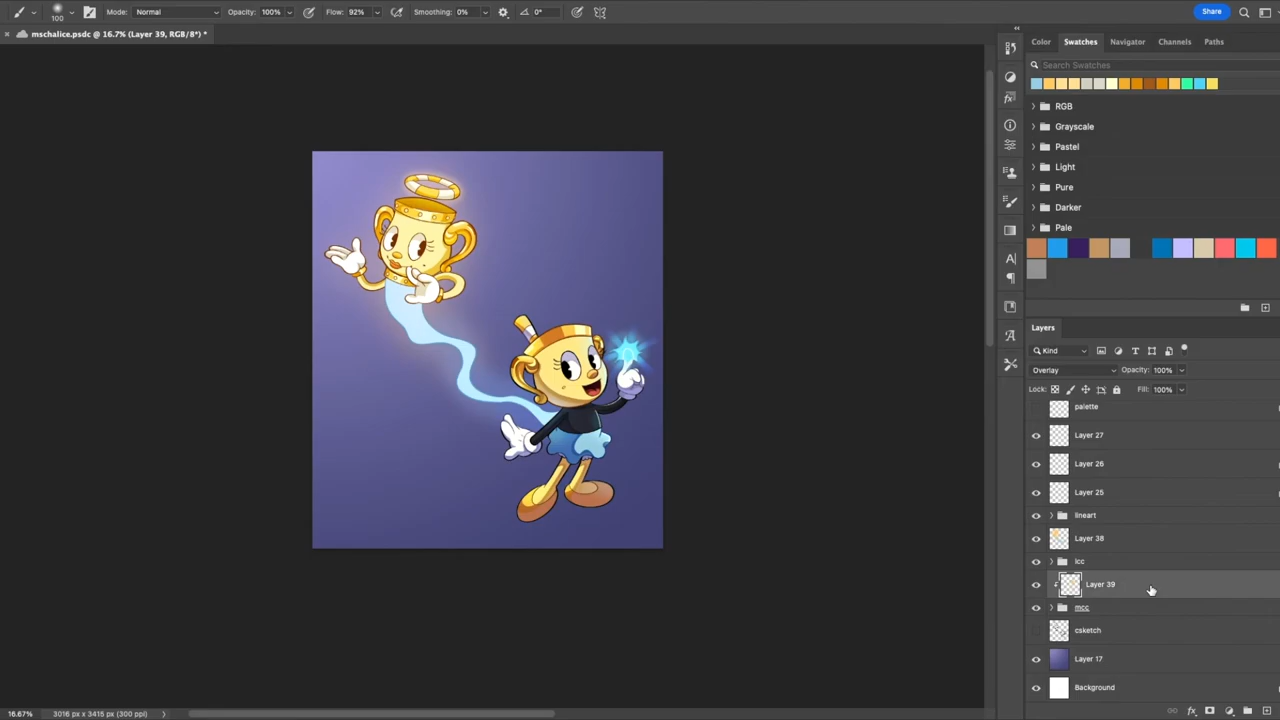 100 Mode: Normal Opacity: 100% Flow: 92% Smoothing: 0% 0° Share
× mschalice.psdc @ 16.7% (Layer 39, RGB/8*) *
Color Swatches Navigator Channels Paths
Search Swatches
RGB
Grayscale
Pastel
Light
Pure
Darker
Pale
Layers
Kind
Overlay Opacity: 100%
Lock: Fill: 100%
palette
Layer 27
Layer 26
Layer 25
lineart
Layer 38
lcc
Layer 39
mcc
csketch
Layer 17
Background
16.67% 3016 px x 3415 px (300 ppi)